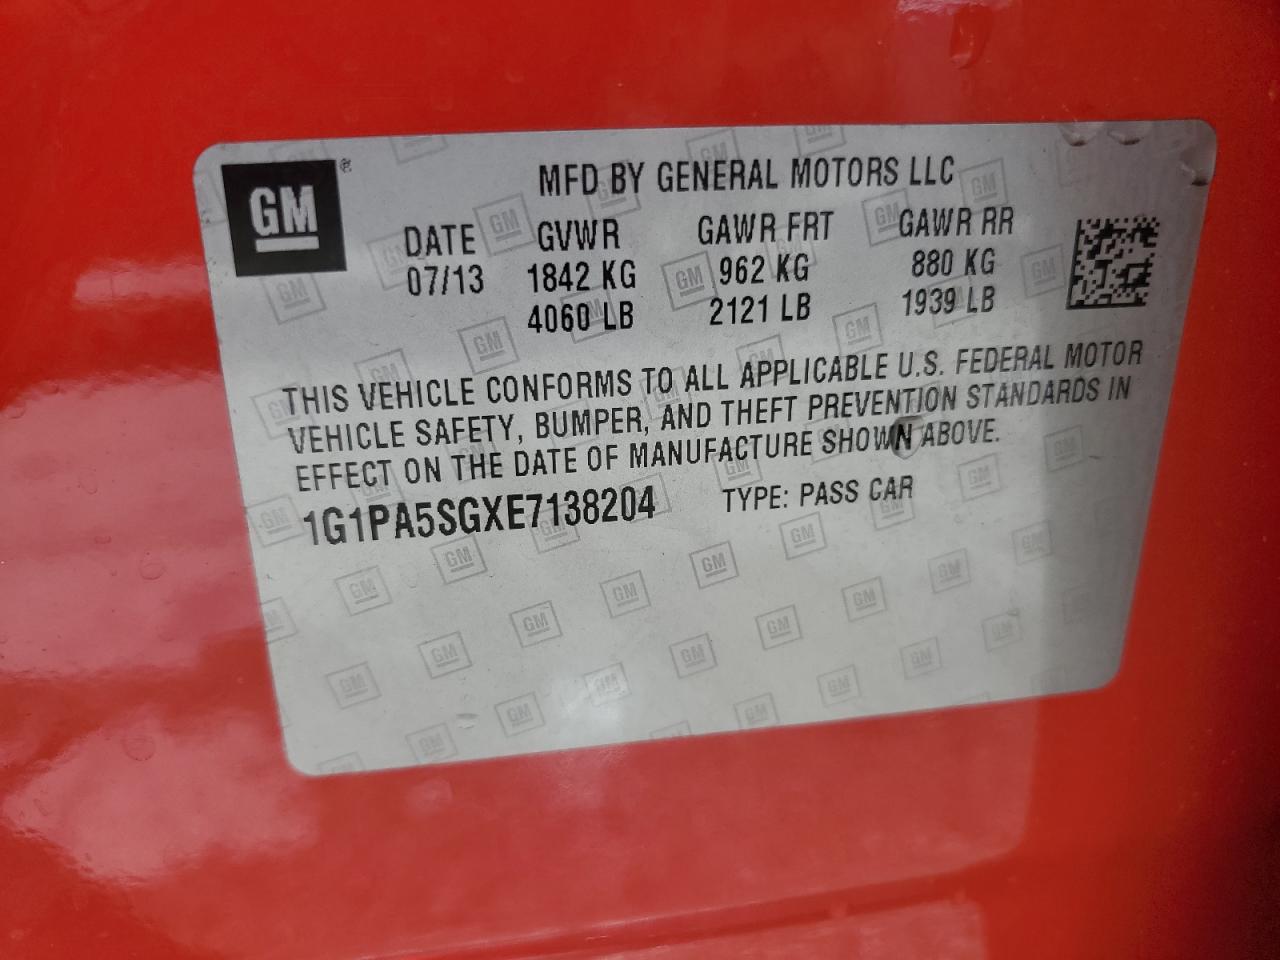 GM ®
MFD BY GENERAL MOTORS LLC
DATE GVWR GAWR FRT GAWR RR
07/13 1842 KG 962 KG 880 KG
4060 LB 2121 LB 1939 LB
THIS VEHICLE CONFORMS TO ALL APPLICABLE U.S. FEDERAL MOTOR
VEHICLE SAFETY, BUMPER, AND THEFT PREVENTION STANDARDS IN
EFFECT ON THE DATE OF MANUFACTURE SHOWN ABOVE.
1G1PA5SGXE7138204 TYPE: PASS CAR